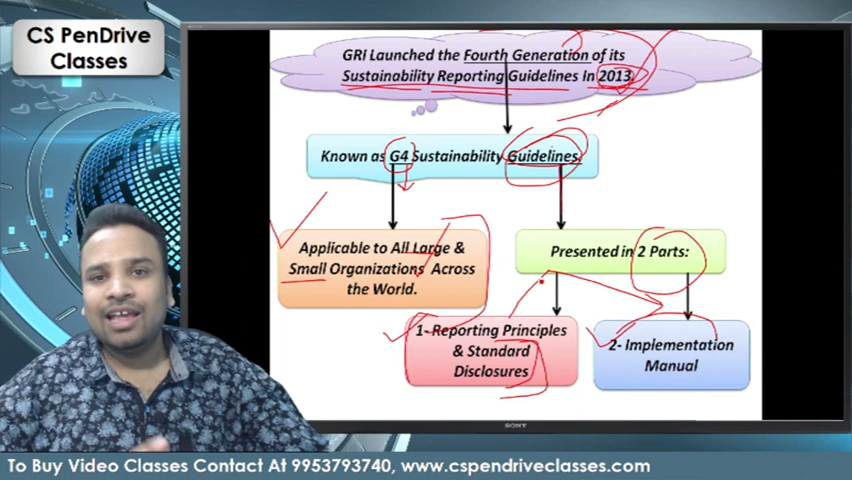 CS PenDrive
Classes
GRI Launched the Fourth Generation of its
Sustainability Reporting Guidelines In 2013.
Known as G4 Sustainability Guidelines.
Applicable to All Large &
Small Organizations Across
the World.
Presented in 2 Parts:
1- Reporting Principles
& Standard
Disclosures
2- Implementation
Manual
SONY
To Buy Video Classes Contact At 9953793740, www.cspendriveclasses.com